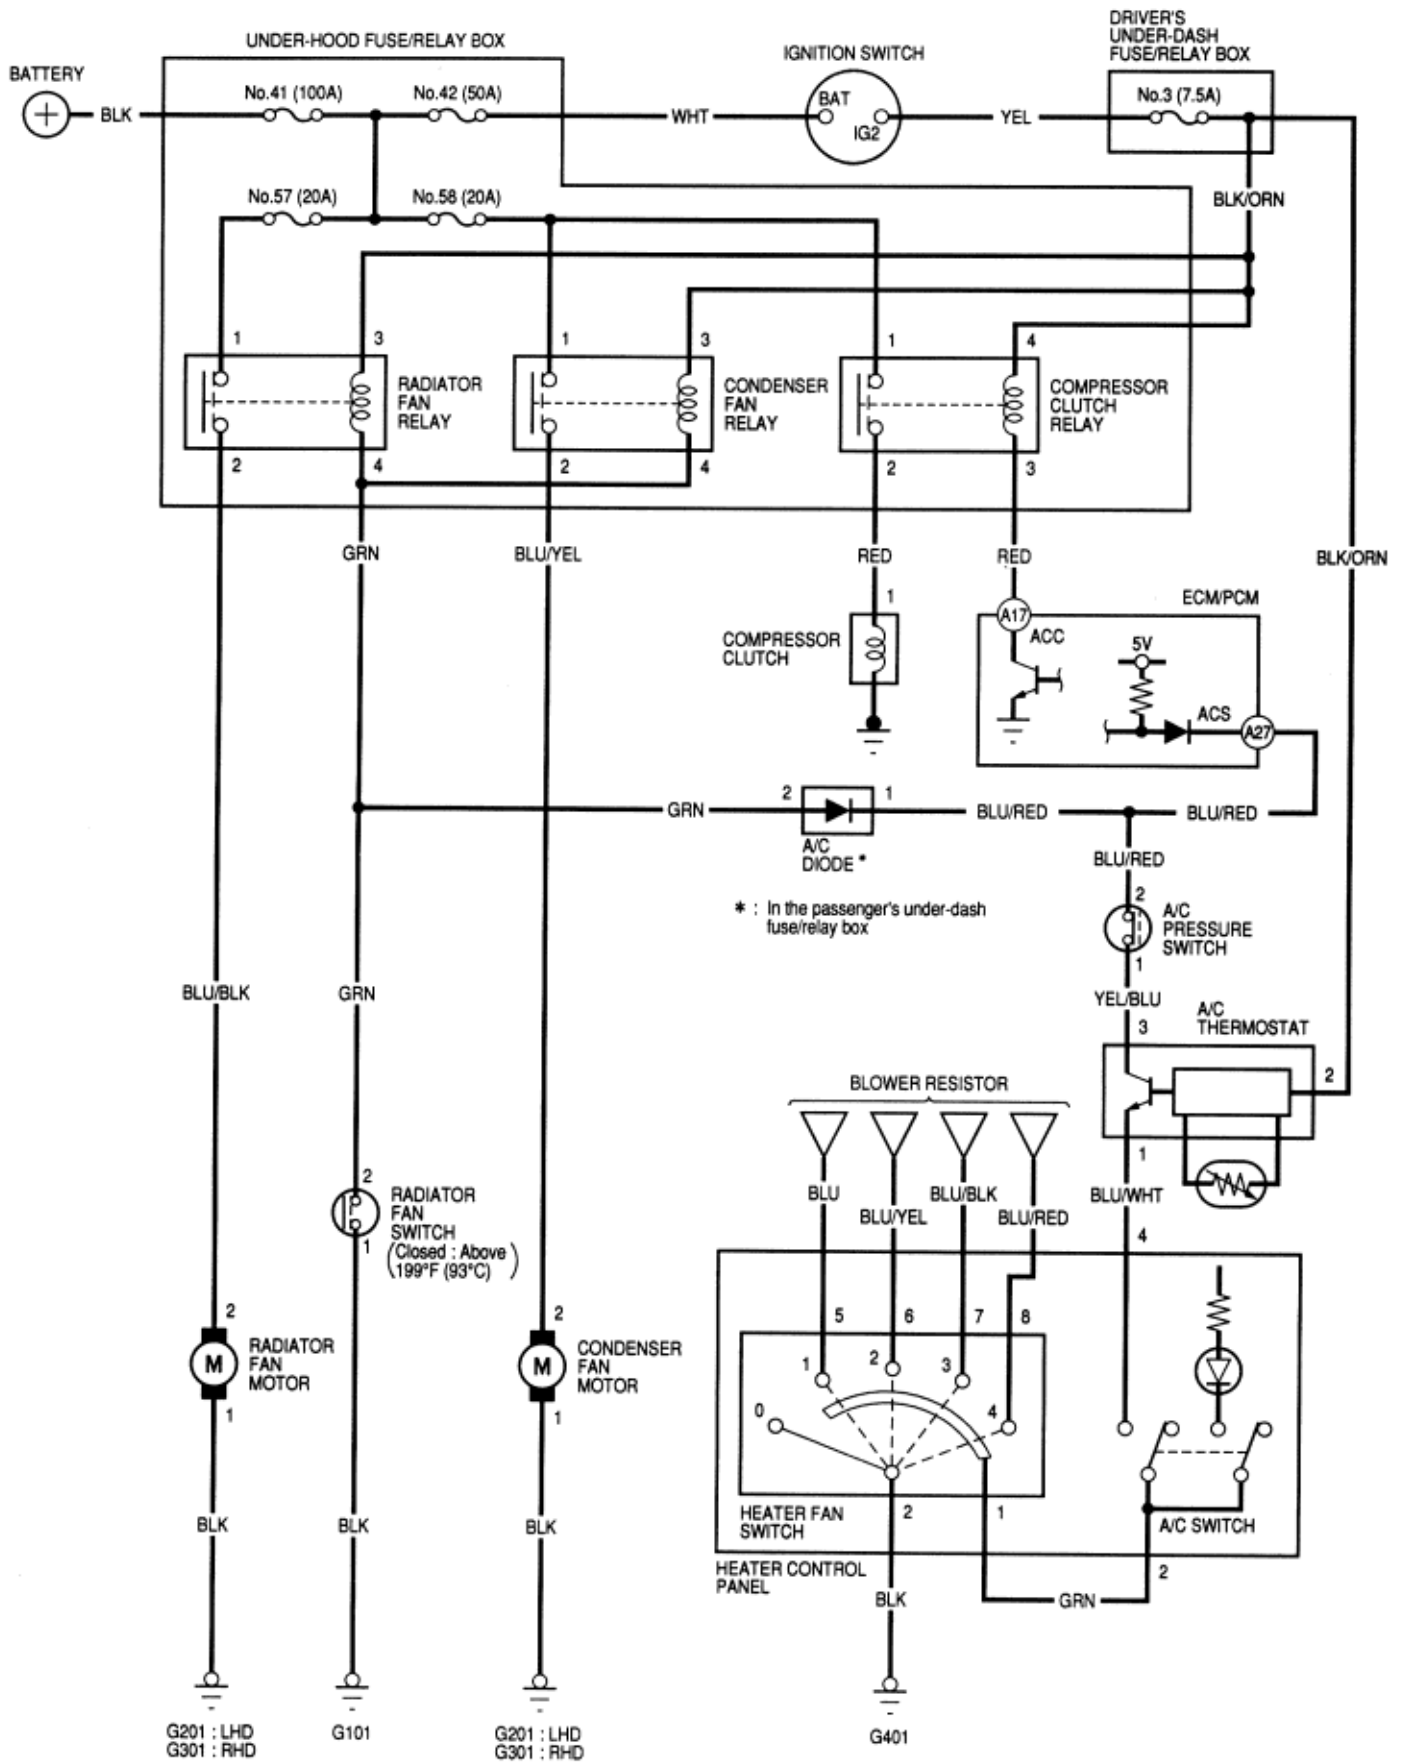 DRIVER'S
UNDER-DASH
FUSE/RELAY BOX
UNDER-HOOD FUSE/RELAY BOX
IGNITION SWITCH
BATTERY
No.41 (100A)
No.42 (50A)
No.3 (7.5A)
BAT
+
BLK
WHT
IG2
YEL
No.57 (20A)
No.58 (20A)
BLK/ORN
1
3
1
3
1
4
RADIATOR
FAN
RELAY
CONDENSER
FAN
RELAY
COMPRESSOR
CLUTCH
RELAY
2
4
2
4
2
3
GRN
BLU/YEL
RED
RED
BLK/ORN
1
ECM/PCM
A17
ACC
COMPRESSOR
CLUTCH
5V
ACS
A27
2
1
GRN
BLU/RED
BLU/RED
A/C
DIODE *
BLU/RED
* : In the passenger's under-dash
fuse/relay box
2
A/C
PRESSURE
SWITCH
1
BLU/BLK
GRN
YEL/BLU
A/C
THERMOSTAT
3
2
BLOWER RESISTOR
1
2
RADIATOR
FAN
SWITCH
(Closed : Above
199°F (93°C) )
1
BLU
BLU/YEL
BLU/BLK
BLU/RED
BLU/WHT
4
5
6
7
8
2
M
RADIATOR
FAN
MOTOR
1
2
M
CONDENSER
FAN
MOTOR
1
1
2
3
0
4
HEATER FAN
SWITCH
2
1
A/C SWITCH
BLK
BLK
BLK
HEATER CONTROL
PANEL
2
BLK
GRN
G201 : LHD
G301 : RHD
G101
G201 : LHD
G301 : RHD
G401